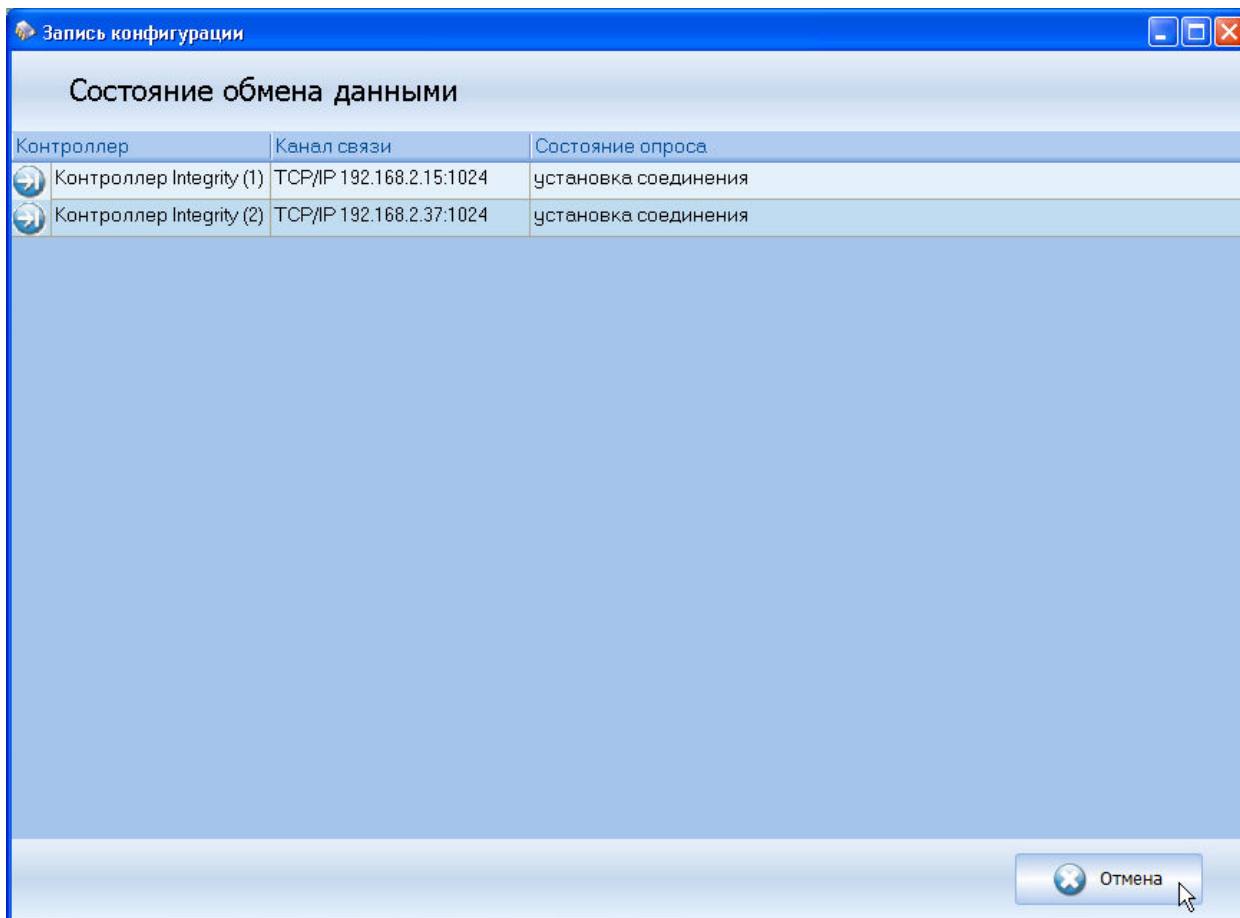 Запись конфигурации
Состояние обмена данными
Контроллер Канал связи Состояние опроса
Контроллер Integrity (1) TCP/IP 192.168.2.15:1024 установка соединения
Контроллер Integrity (2) TCP/IP 192.168.2.37:1024 установка соединения
Отмена